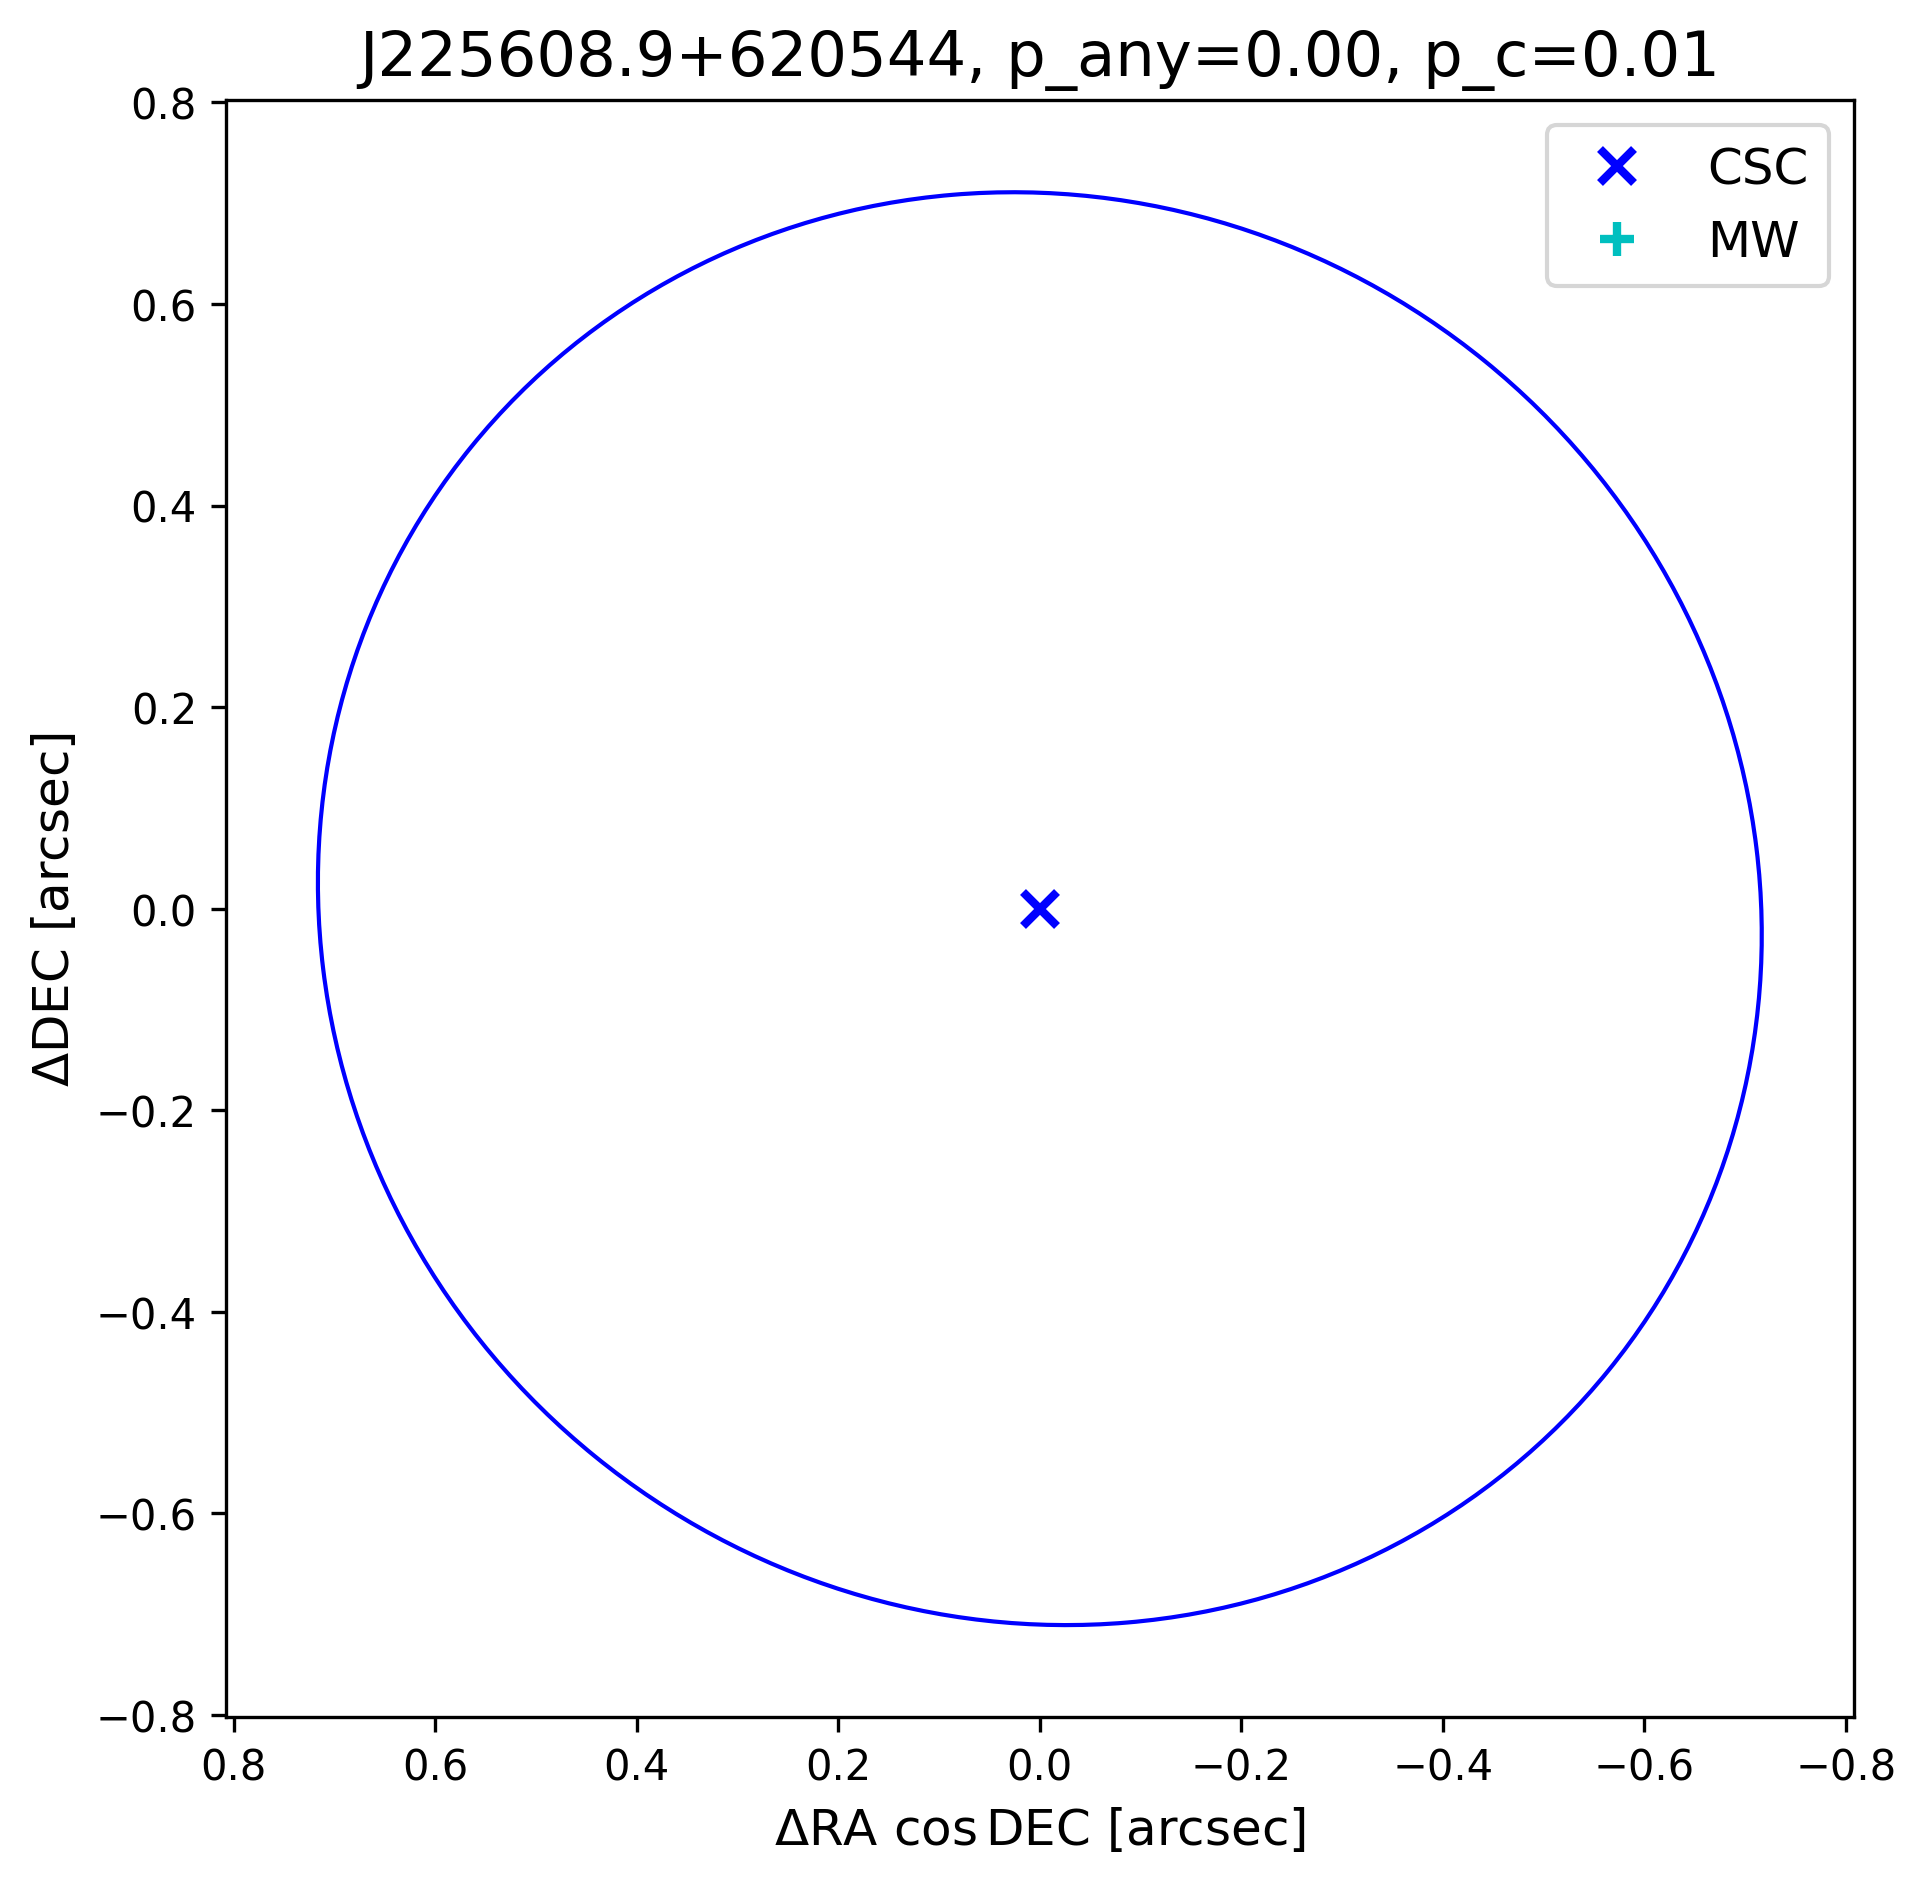 J225608.9+620544, p_any=0.00, p_c=0.01
CSC
MW
0.8
0.6
0.4
0.2
0.0
−0.2
−0.4
−0.6
−0.8
ΔDEC [arcsec]
0.8 0.6 0.4 0.2 0.0 −0.2 −0.4 −0.6 −0.8
ΔRA cos DEC [arcsec]